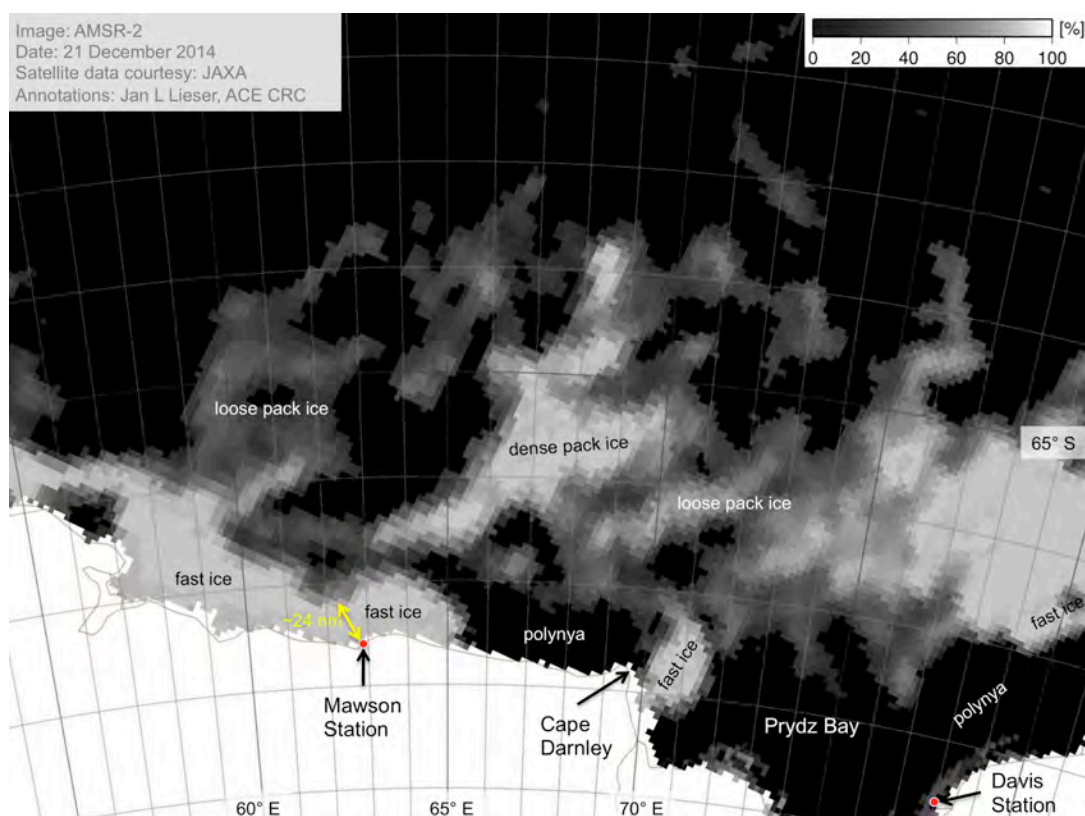 Image: AMSR-2
Date: 21 December 2014
Satellite data courtesy: JAXA
Annotations: Jan L Lieser, ACE CRC
[%]
0 20 40 60 80 100
loose pack ice
dense pack ice
65° S
loose pack ice
fast ice
fast ice
~24 nm
fast ice
polynya
fast ice
polynya
Mawson
Station
Cape
Darnley
Prydz Bay
Davis
Station
60° E 65° E 70° E